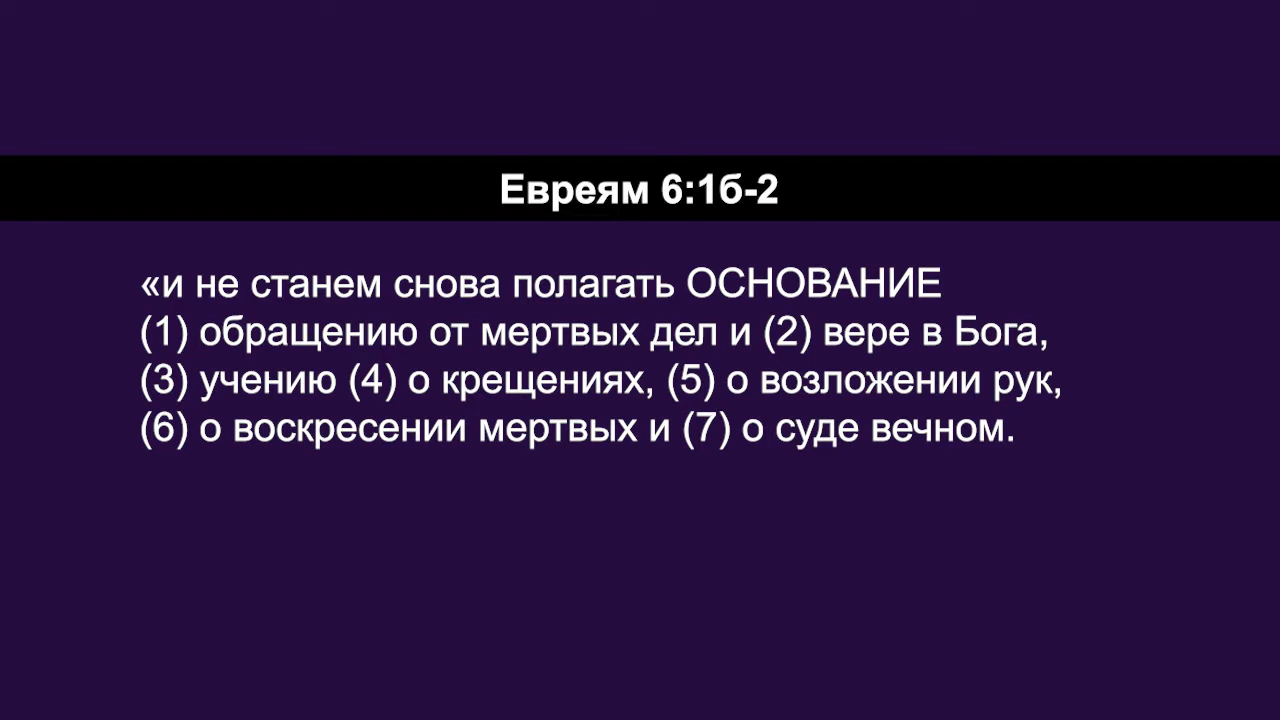 Евреям 6:1б-2
«и не станем снова полагать ОСНОВАНИЕ
(1) обращению от мертвых дел и (2) вере в Бога,
(3) учению (4) о крещениях, (5) о возложении рук,
(6) о воскресении мертвых и (7) о суде вечном.